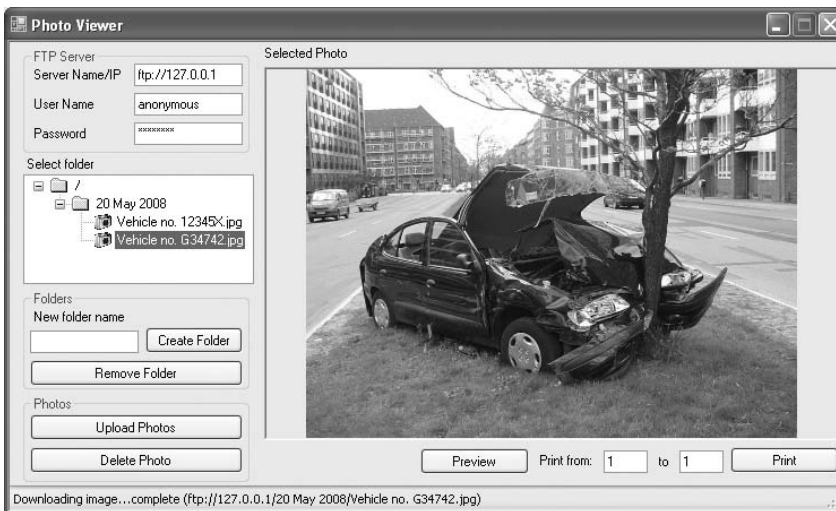 Photo Viewer
FTP Server
Server Name/IP ftp://127.0.0.1
User Name anonymous
Password ********
Select folder
/
20 May 2008
Vehicle no. 12345X.jpg
Vehicle no. G34742.jpg
Folders
New folder name
Create Folder
Remove Folder
Photos
Upload Photos
Delete Photo
Selected Photo
Preview Print from: 1 to 1 Print
Downloading image...complete (ftp://127.0.0.1/20 May 2008/Vehicle no. G34742.jpg)